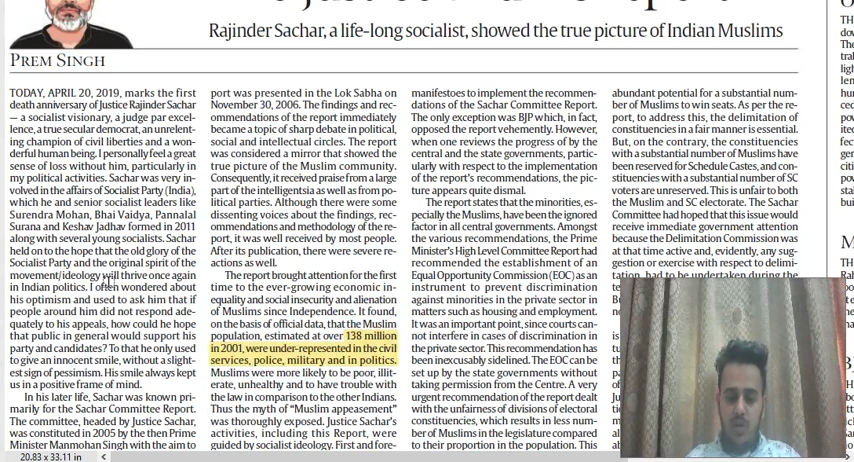 Rajinder Sachar, a life-long socialist, showed the true picture of Indian Muslims
PREM SINGH
TODAY, APRIL 20, 2019, marks the first
death anniversary of Justice Rajinder Sachar
— a socialist visionary, a judge par excel-
lence, a true secular democrat, an unrelent-
ing champion of civil liberties and a won-
derful human being. I personally feel a great
sense of loss without him, particularly in
my political activities. Sachar was very in-
volved in the affairs of Socialist Party (India),
which he and senior socialist leaders like
Surendra Mohan, Bhai Vaidya, Pannalal
Surana and Keshav Jadhav formed in 2011
along with several young socialists. Sachar
held on to the hope that the old glory of the
Socialist Party and the original spirit of the
movement/ideology will thrive once again
in Indian politics. I often wondered about
his optimism and used to ask him that if
people around him did not respond ade-
quately to his appeals, how could he hope
that public in general would support his
party and candidates? To that he only used
to give an innocent smile, without a slight-
est sign of pessimism. His smile always kept
us in a positive frame of mind.
In his later life, Sachar was known pri-
marily for the Sachar Committee Report.
The committee, headed by Justice Sachar,
was constituted in 2005 by the then Prime
Minister Manmohan Singh with the aim to
port was presented in the Lok Sabha on
November 30, 2006. The findings and rec-
ommendations of the report immediately
became a topic of sharp debate in political,
social and intellectual circles. The report
was considered a mirror that showed the
true picture of the Muslim community.
Consequently, it received praise from a large
part of the intelligentsia as well as from po-
litical parties. Although there were some
dissenting voices about the findings, rec-
ommendations and methodology of the re-
port, it was well received by most people.
After its publication, there were severe re-
actions as well.
The report brought attention for the first
time to the ever-growing economic in-
equality and social insecurity and alienation
of Muslims since Independence. It found,
on the basis of official data, that the Muslim
population, estimated at over 138 million
in 2001, were under-represented in the civil
services, police, military and in politics.
Muslims were more likely to be poor, illit-
erate, unhealthy and to have trouble with
the law in comparison to the other Indians.
Thus the myth of “Muslim appeasement”
was thoroughly exposed. Justice Sachar's
activities, including this Report, were
guided by socialist ideology. First and fore-
manifestoes to implement the recommen-
dations of the Sachar Committee Report.
The only exception was BJP which, in fact,
opposed the report vehemently. However,
when one reviews the progress by the
central and the state governments, partic-
ularly with respect to the implementation
of the report's recommendations, the pic-
ture appears quite dismal.
The report states that the minorities, es-
pecially the Muslims, have been the ignored
factor in all central governments. Amongst
the various recommendations, the Prime
Minister's High Level Committee Report had
recommended the establishment of an
Equal Opportunity Commission (EOC) as an
instrument to prevent discrimination
against minorities in the private sector in
matters such as housing and employment.
It was an important point, since courts can-
not interfere in cases of discrimination in
the private sector. This recommendation has
been inexcusably sidelined. The EOC can be
set up by the state governments without
taking permission from the Centre. A very
urgent recommendation of the report dealt
with the unfairness of divisions of electoral
constituencies, which results in less num-
ber of Muslims in the legislature compared
to their proportion in the population. This
abundant potential for a substantial num-
ber of Muslims to win seats. As per the re-
port, to address this, the delimitation of
constituencies in a fair manner is essential.
But, on the contrary, the constituencies
with a substantial number of Muslims have
been reserved for Schedule Castes, and con-
stituencies with a substantial number of SC
voters are unreserved. This is unfair to both
the Muslim and SC electorate. The Sachar
Committee had hoped that this issue would
receive immediate government attention
because the Delimitation Commission was
at that time active and, evidently, any sug-
gestion or exercise with respect to delimi-
tation, had to be undertaken during the
20.83 x 33.11 in